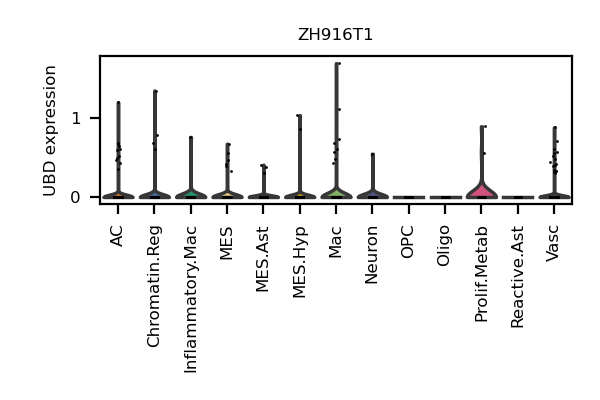 ZH916T1
UBD expression
1
0
AC
Chromatin.Reg
Inflammatory.Mac
MES
MES.Ast
MES.Hyp
Mac
Neuron
OPC
Oligo
Prolif.Metab
Reactive.Ast
Vasc